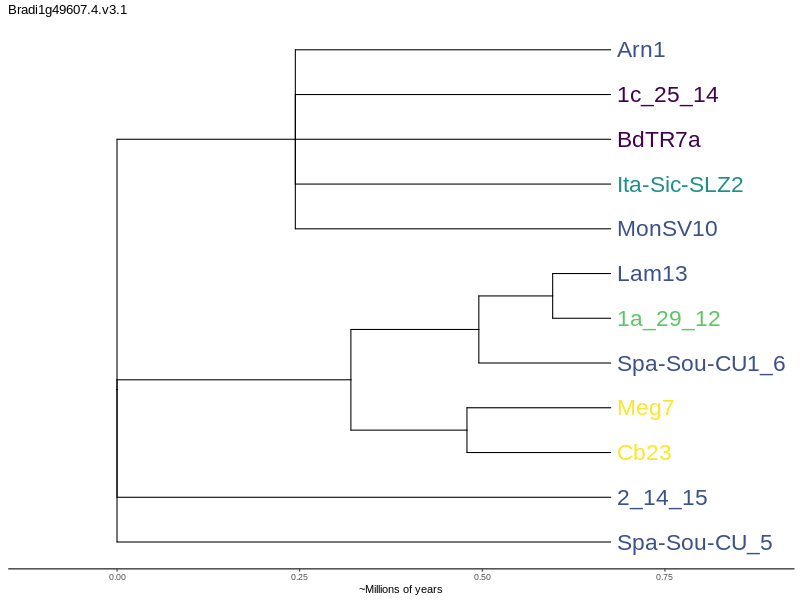 Bradi1g49607.4.v3.1
Arn1
1c_25_14
BdTR7a
Ita-Sic-SLZ2
MonSV10
Lam13
1a_29_12
Spa-Sou-CU1_6
Meg7
Cb23
2_14_15
Spa-Sou-CU_5
0.00 0.25 0.50 0.75
~Millions of years